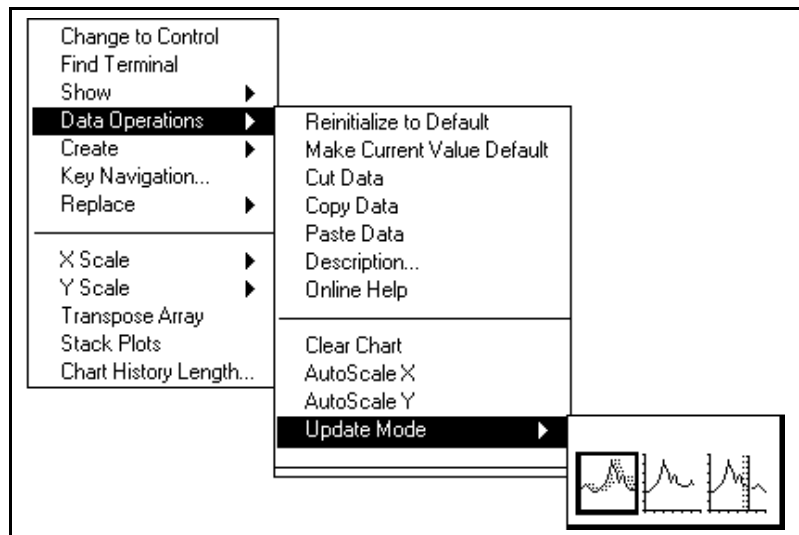 Change to Control
Find Terminal
Show
Data Operations
Create
Key Navigation...
Replace
X Scale
Y Scale
Transpose Array
Stack Plots
Chart History Length...
Reinitialize to Default
Make Current Value Default
Cut Data
Copy Data
Paste Data
Description...
Online Help
Clear Chart
AutoScale X
AutoScale Y
Update Mode